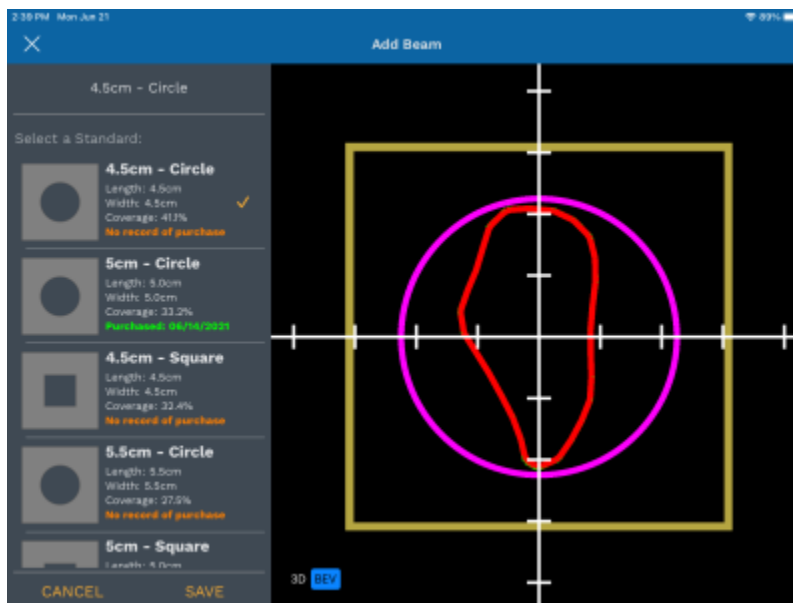 2:39 PM Mon Jun 21
89%
Add Beam
4.5cm - Circle
Select a Standard:
4.5cm - Circle
Length: 4.5cm
Width: 4.5cm
Coverage: 41.1%
No record of purchase
5cm - Circle
Length: 5.0cm
Width: 5.0cm
Coverage: 33.2%
Purchased: 06/14/2021
4.5cm - Square
Length: 4.5cm
Width: 4.5cm
Coverage: 32.4%
No record of purchase
5.5cm - Circle
Length: 5.5cm
Width: 5.5cm
Coverage: 27.5%
No record of purchase
5cm - Square
Length: 5.0cm
CANCEL SAVE
3D BEV